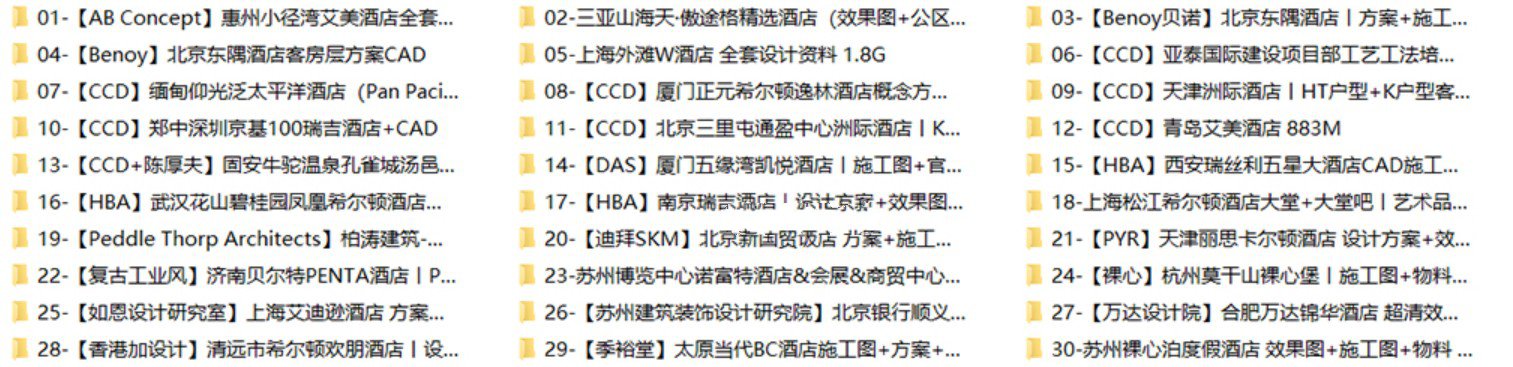 01-【AB Concept】惠州小径湾艾美酒店全套...
02-三亚山海天·傲途格精选酒店（效果图+公区...
03-【Benoy贝诺】北京东隅酒店丨方案+施工...
04-【Benoy】北京东隅酒店客房层方案CAD
05-上海外滩W酒店 全套设计资料 1.8G
06-【CCD】亚泰国际建设项目部工艺工法培...
07-【CCD】缅甸仰光泛太平洋酒店（Pan Paci...
08-【CCD】厦门正元希尔顿逸林酒店概念方...
09-【CCD】天津洲际酒店丨HT户型+K户型客...
10-【CCD】郑中深圳京基100瑞吉酒店+CAD
11-【CCD】北京三里屯通盈中心洲际酒店丨K...
12-【CCD】青岛艾美酒店 883M
13-【CCD+陈厚夫】固安牛驼温泉孔雀城汤邑...
14-【DAS】厦门五缘湾凯悦酒店丨施工图+官...
15-【HBA】西安瑞丝利五星大酒店CAD施工...
16-【HBA】武汉花山碧桂园凤凰希尔顿酒店...
17-【HBA】南京瑞吉酒店丨设计方案+效果图...
18-上海松江希尔顿酒店大堂+大堂吧丨艺术品...
19-【Peddle Thorp Architects】柏涛建筑-...
20-【迪拜SKM】北京新国贸饭店 方案+施工...
21-【PYR】天津丽思卡尔顿酒店 设计方案+效...
22-【复古工业风】济南贝尔特PENTA酒店丨P...
23-苏州博览中心诺富特酒店&会展&商贸中心...
24-【裸心】杭州莫干山裸心堡丨施工图+物料...
25-【如恩设计研究室】上海艾迪逊酒店 方案...
26-【苏州建筑装饰设计研究院】北京银行顺义...
27-【万达设计院】合肥万达锦华酒店 超清效...
28-【香港加设计】清远市希尔顿欢朋酒店丨设...
29-【季裕堂】太原当代BC酒店施工图+方案+...
30-苏州裸心泊度假酒店 效果图+施工图+物料 ...